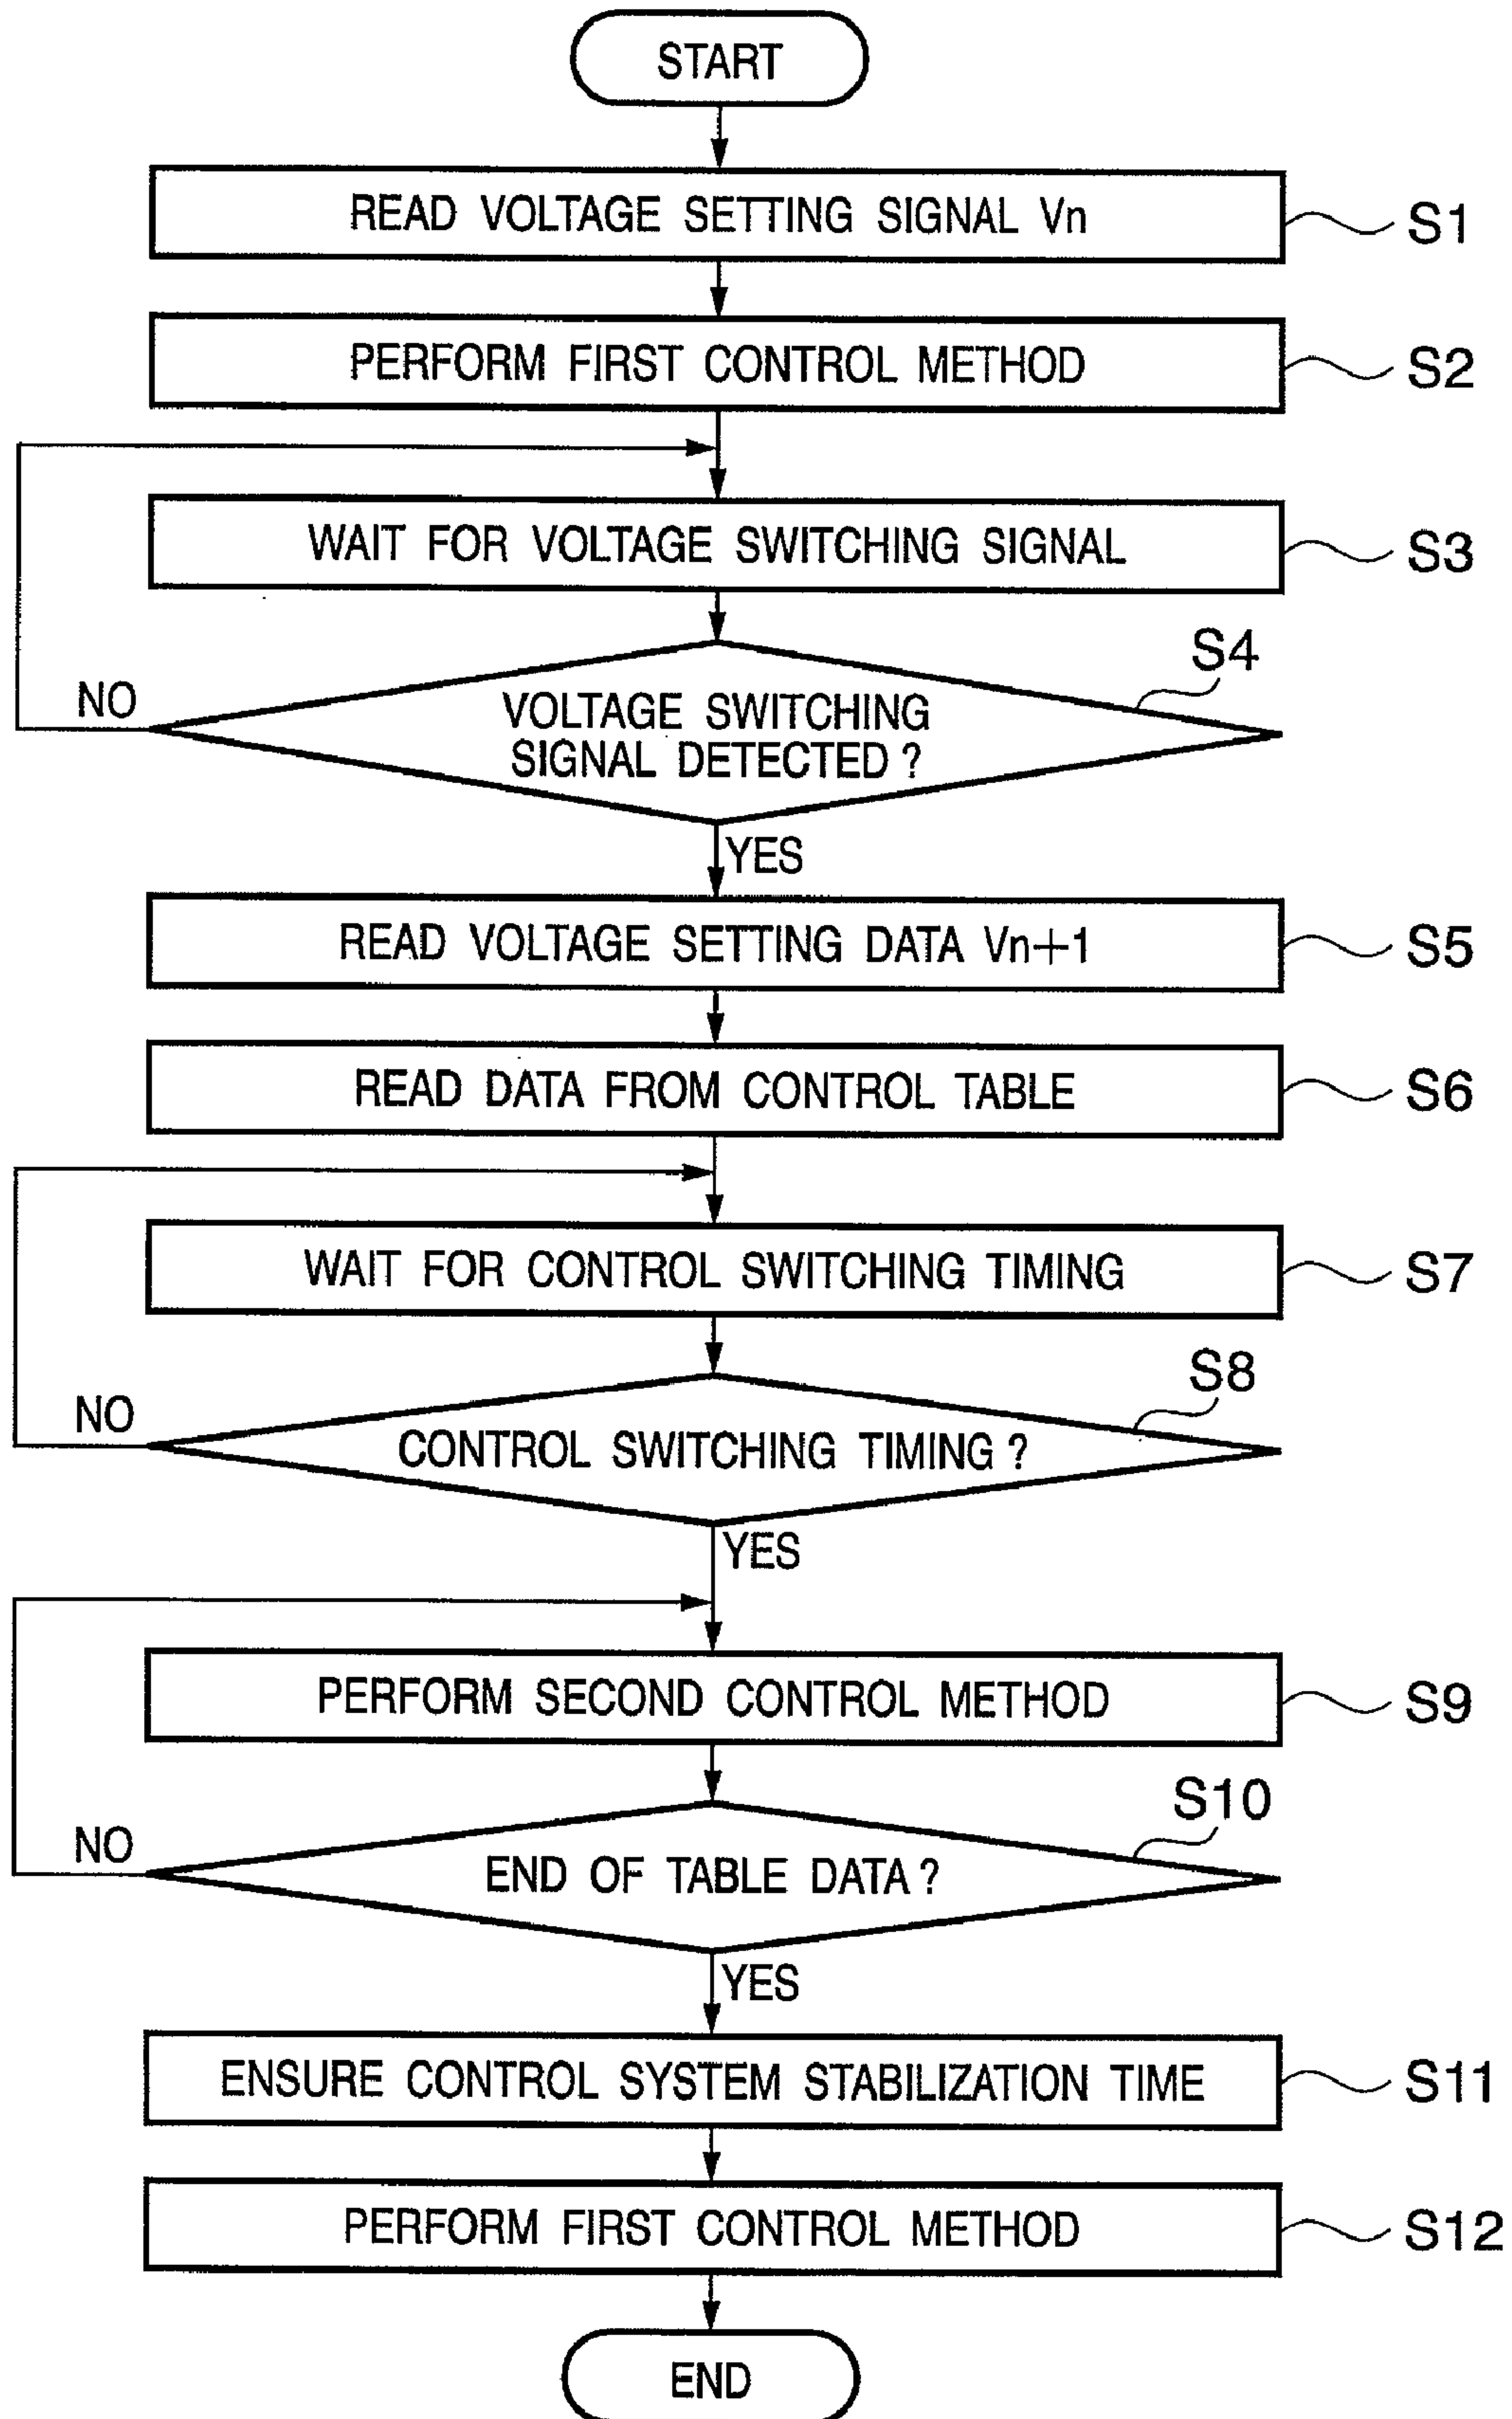 START
READ VOLTAGE SETTING SIGNAL Vn
S1
PERFORM FIRST CONTROL METHOD
S2
WAIT FOR VOLTAGE SWITCHING SIGNAL
S3
S4
NO
VOLTAGE SWITCHING
SIGNAL DETECTED ?
YES
READ VOLTAGE SETTING DATA Vn+1
S5
READ DATA FROM CONTROL TABLE
S6
WAIT FOR CONTROL SWITCHING TIMING
S7
S8
NO
CONTROL SWITCHING TIMING ?
YES
PERFORM SECOND CONTROL METHOD
S9
S10
NO
END OF TABLE DATA ?
YES
ENSURE CONTROL SYSTEM STABILIZATION TIME
S11
PERFORM FIRST CONTROL METHOD
S12
END